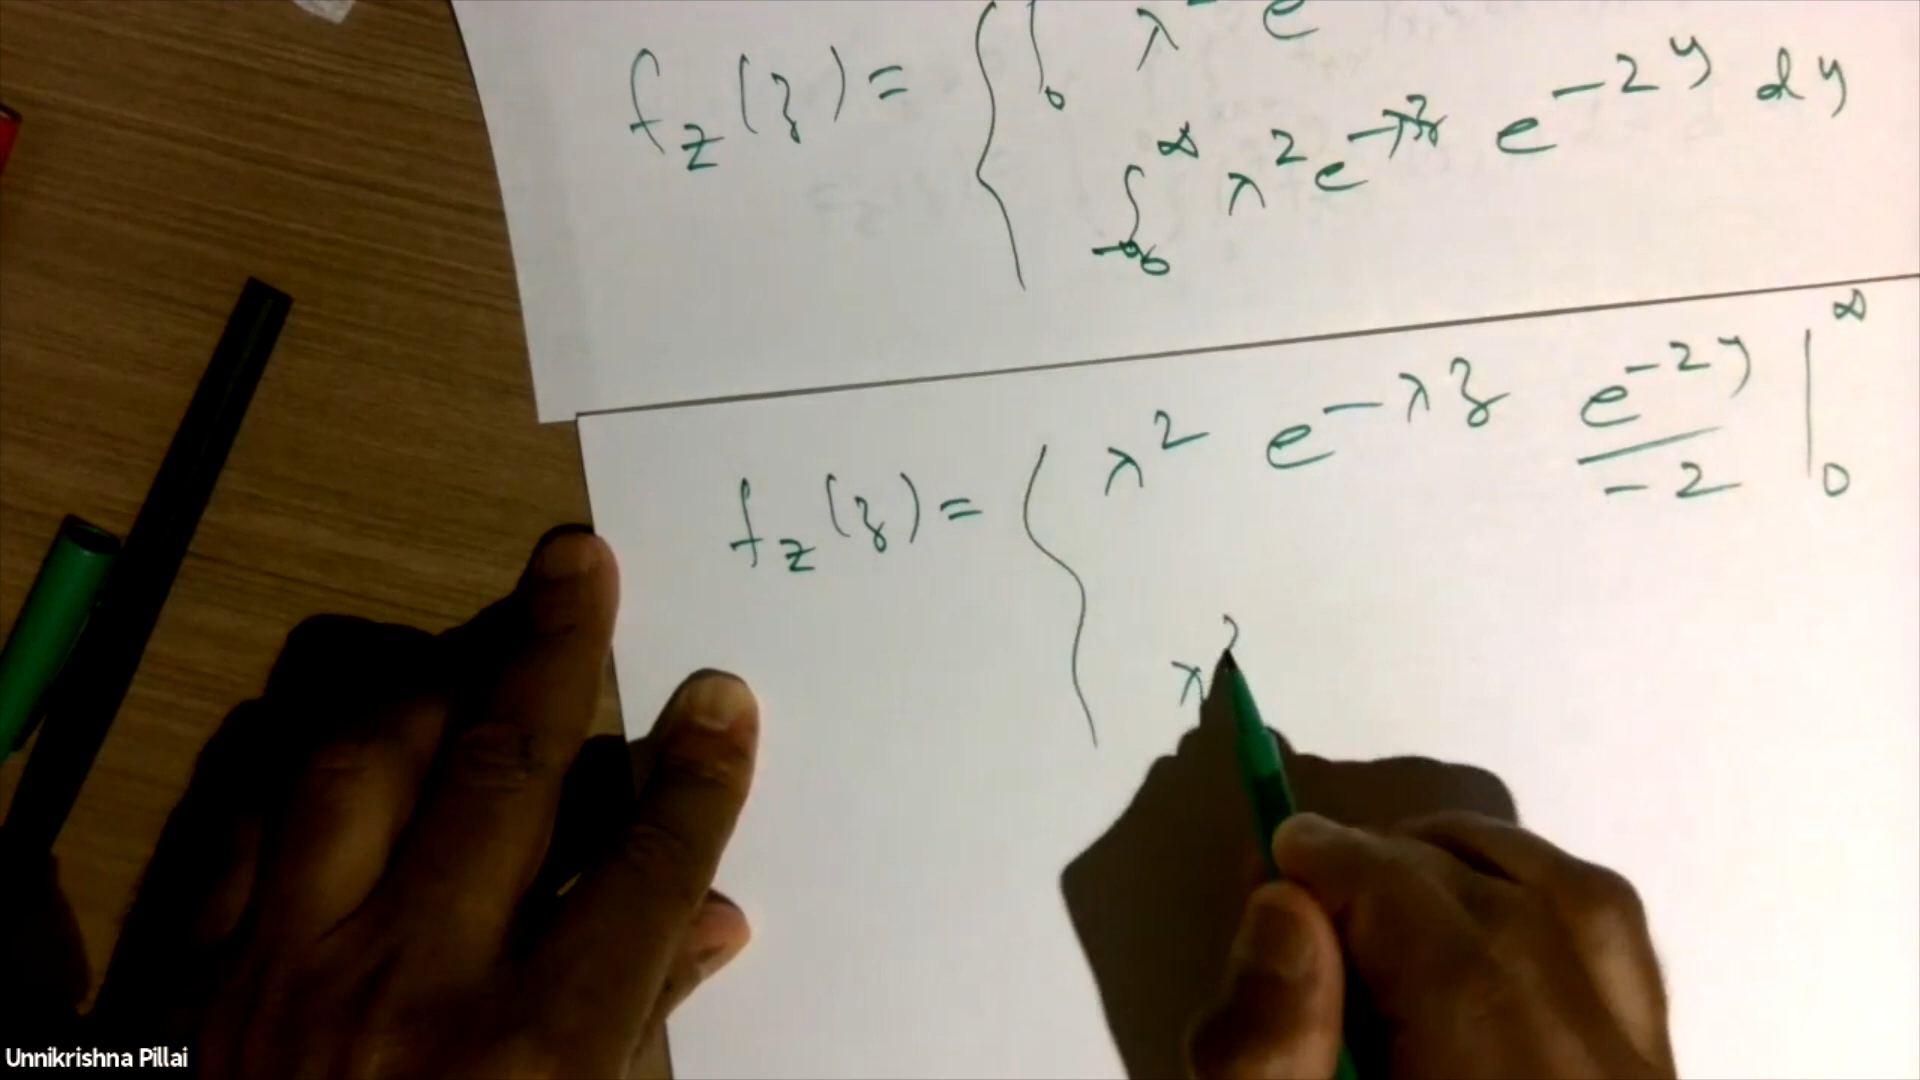 f_Z(z) = { ∫_0 λ^2 e
∫_{-z}^∞ λ^2 e^{-λz} e^{-2y} dy
f_Z(z) = { λ^2 e^{-λz} e^{-2y}/-2 |_0^∞
λ^2
Unnikrishna Pillai